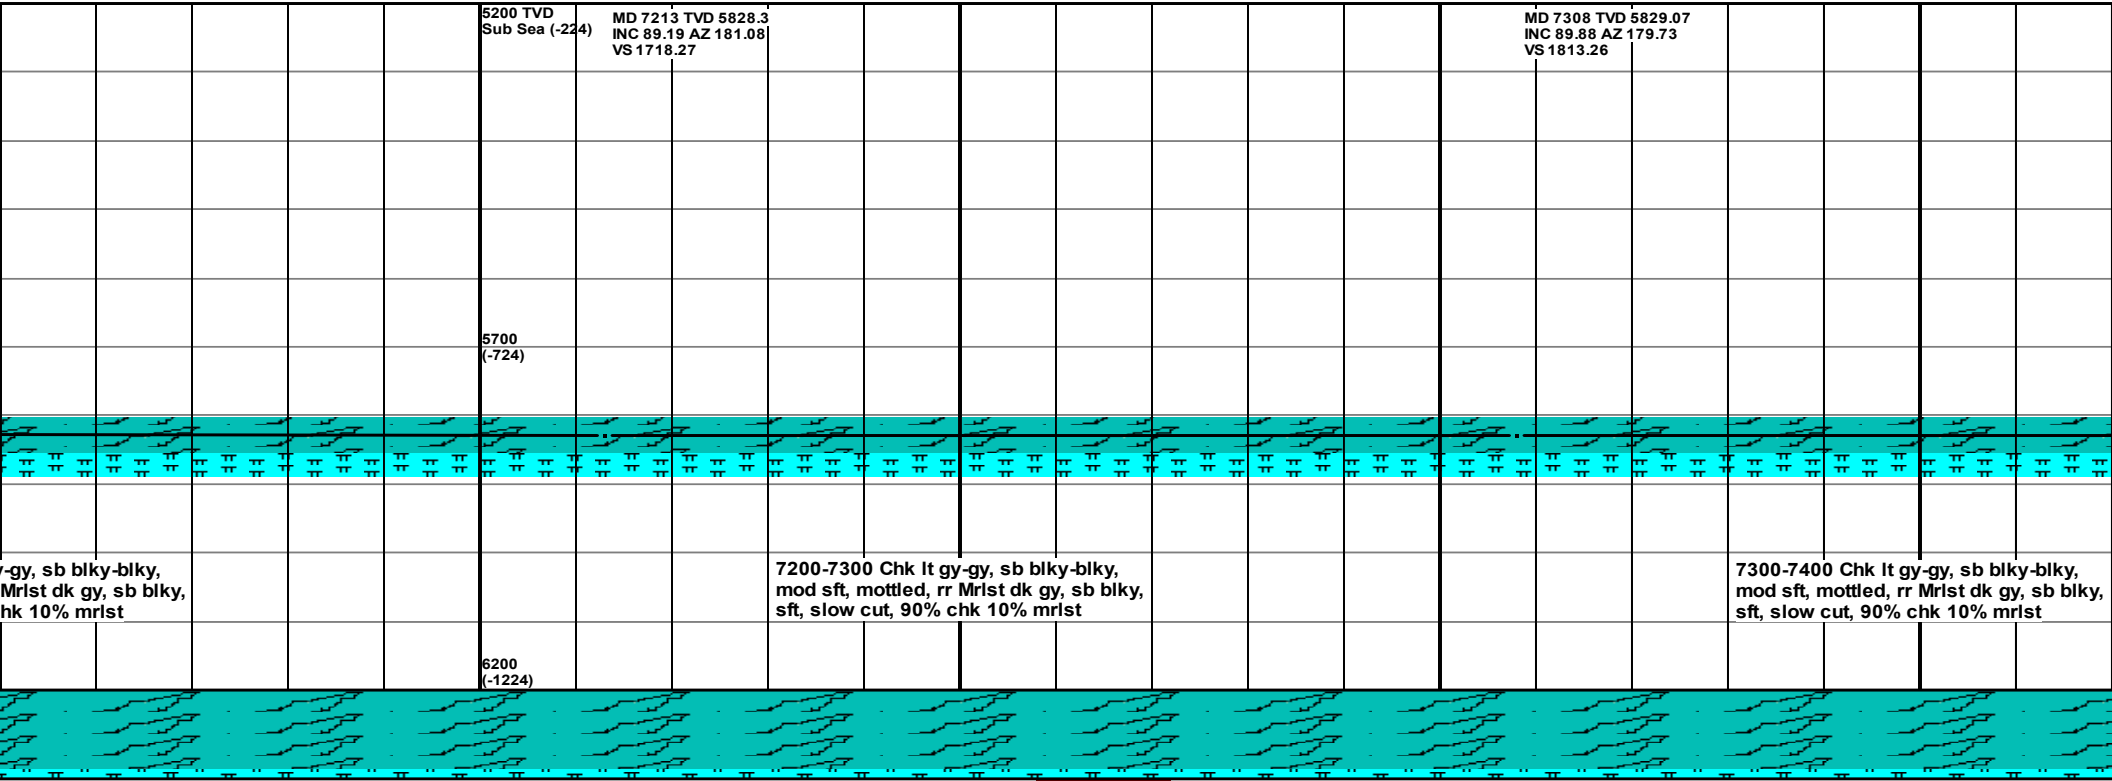 5200 TVD
Sub Sea (-224)
MD 7213 TVD 5828.3
INC 89.19 AZ 181.08
VS 1718.27
MD 7308 TVD 5829.07
INC 89.88 AZ 179.73
VS 1813.26
5700
(-724)
-gy, sb blky-blky,
Mrlst dk gy, sb blky,
hk 10% mrlst
7200-7300 Chk lt gy-gy, sb blky-blky,
mod sft, mottled, rr Mrlst dk gy, sb blky,
sft, slow cut, 90% chk 10% mrlst
7300-7400 Chk lt gy-gy, sb blky-blky,
mod sft, mottled, rr Mrlst dk gy, sb blky,
sft, slow cut, 90% chk 10% mrlst
6200
(-1224)